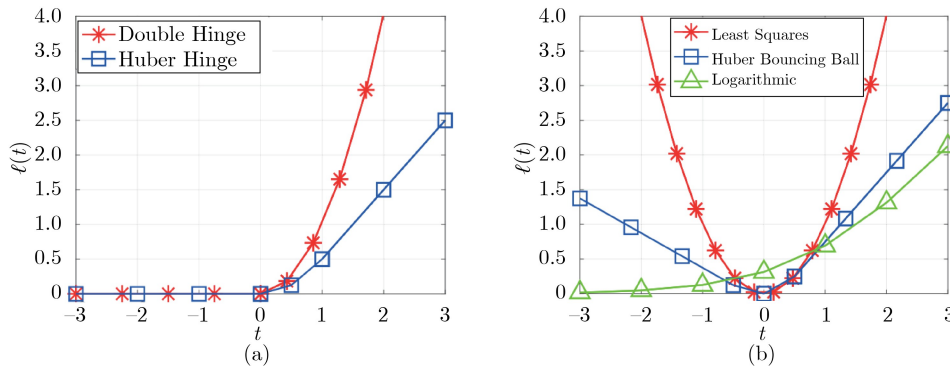 4.0
3.5
3.0
2.5
2.0
1.5
1.0
0.5
0
ℓ(t)
Double Hinge
Huber Hinge
−3 −2 −1 0 1 2 3
t
(a)
4.0
3.5
3.0
2.5
2.0
1.5
1.0
0.5
0
ℓ(t)
Least Squares
Huber Bouncing Ball
Logarithmic
−3 −2 −1 0 1 2 3
t
(b)